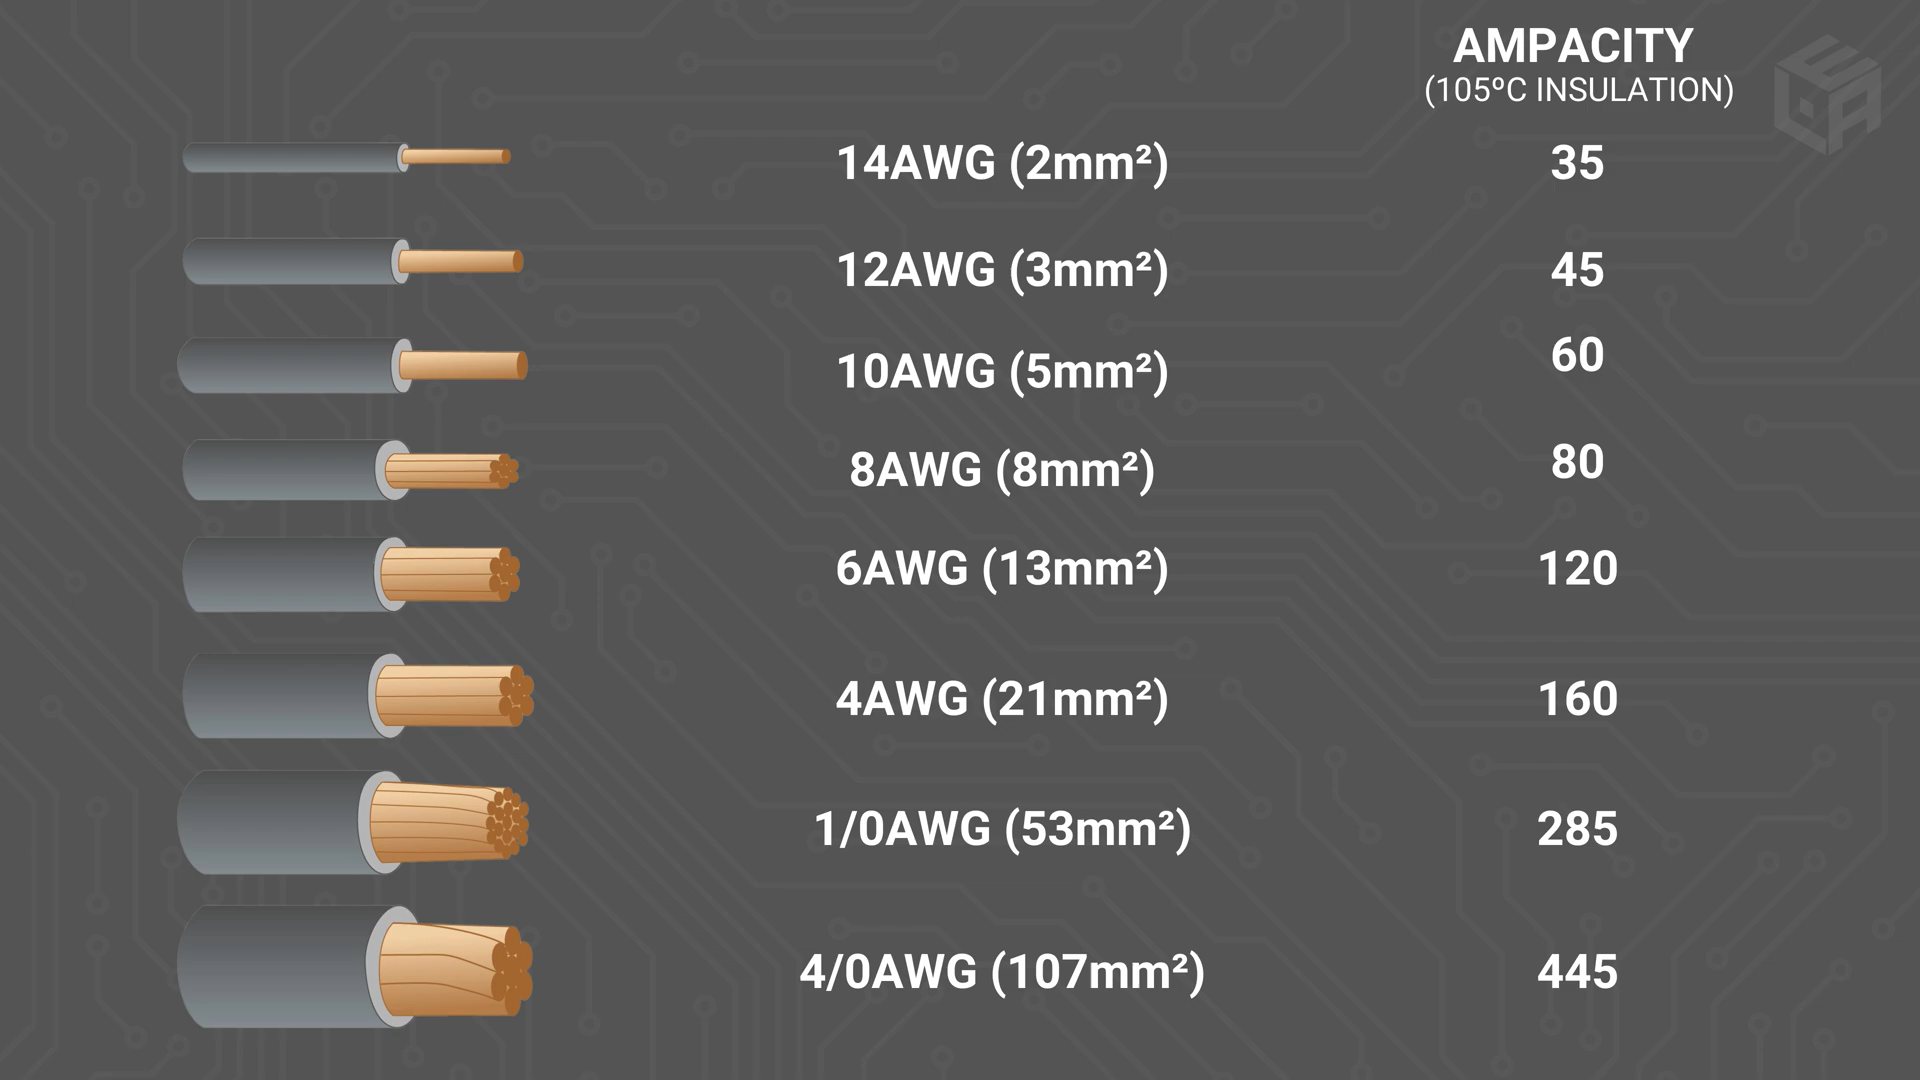 AMPACITY
(105ºC INSULATION)
14AWG (2mm²) 35
12AWG (3mm²) 45
10AWG (5mm²) 60
8AWG (8mm²) 80
6AWG (13mm²) 120
4AWG (21mm²) 160
1/0AWG (53mm²) 285
4/0AWG (107mm²) 445